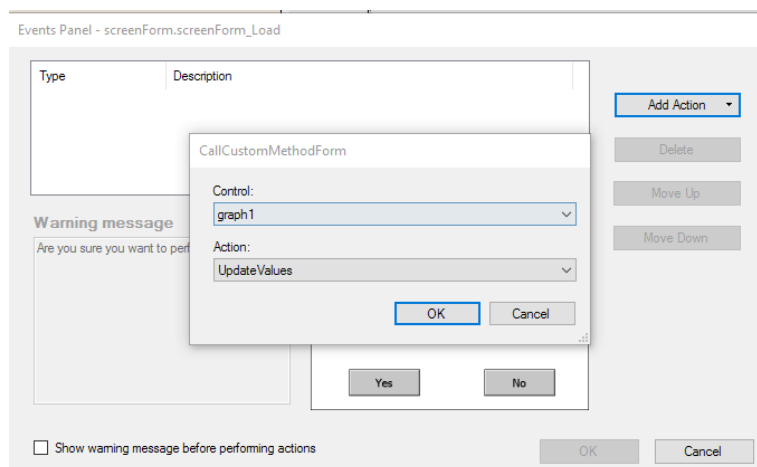 Events Panel - screenForm.screenForm_Load
Type Description
Add Action
Delete
Move Up
Move Down
CallCustomMethodForm
Control:
graph1
Action:
UpdateValues
OK Cancel
Warning message
Are you sure you want to perf
Yes No
Show warning message before performing actions
OK Cancel